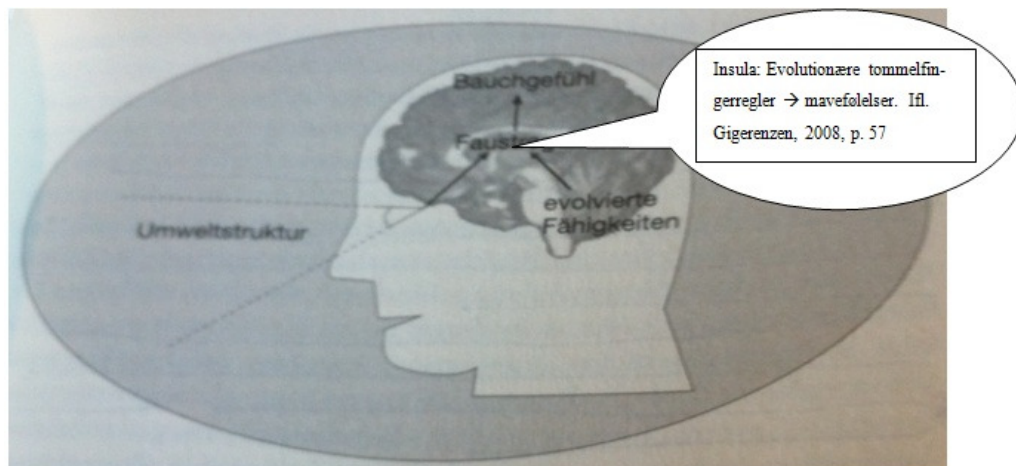 Bauchgefühl
evolvierte
Fähigkeiten
Umweltstruktur
Insula: Evolutionære tommelfin-
gerregler → mavefølelser. Ifl.
Gigerenzen, 2008, p. 57